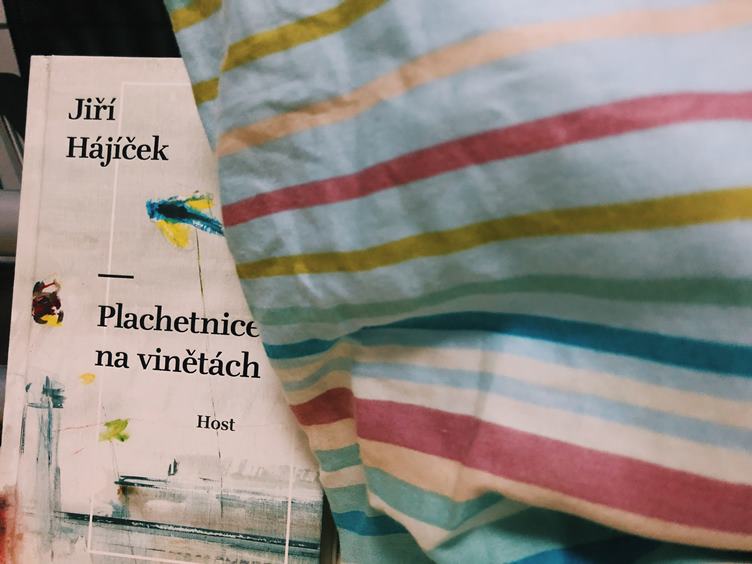 Jiří
Hájíček
Plachetnice
na vinětách
Host